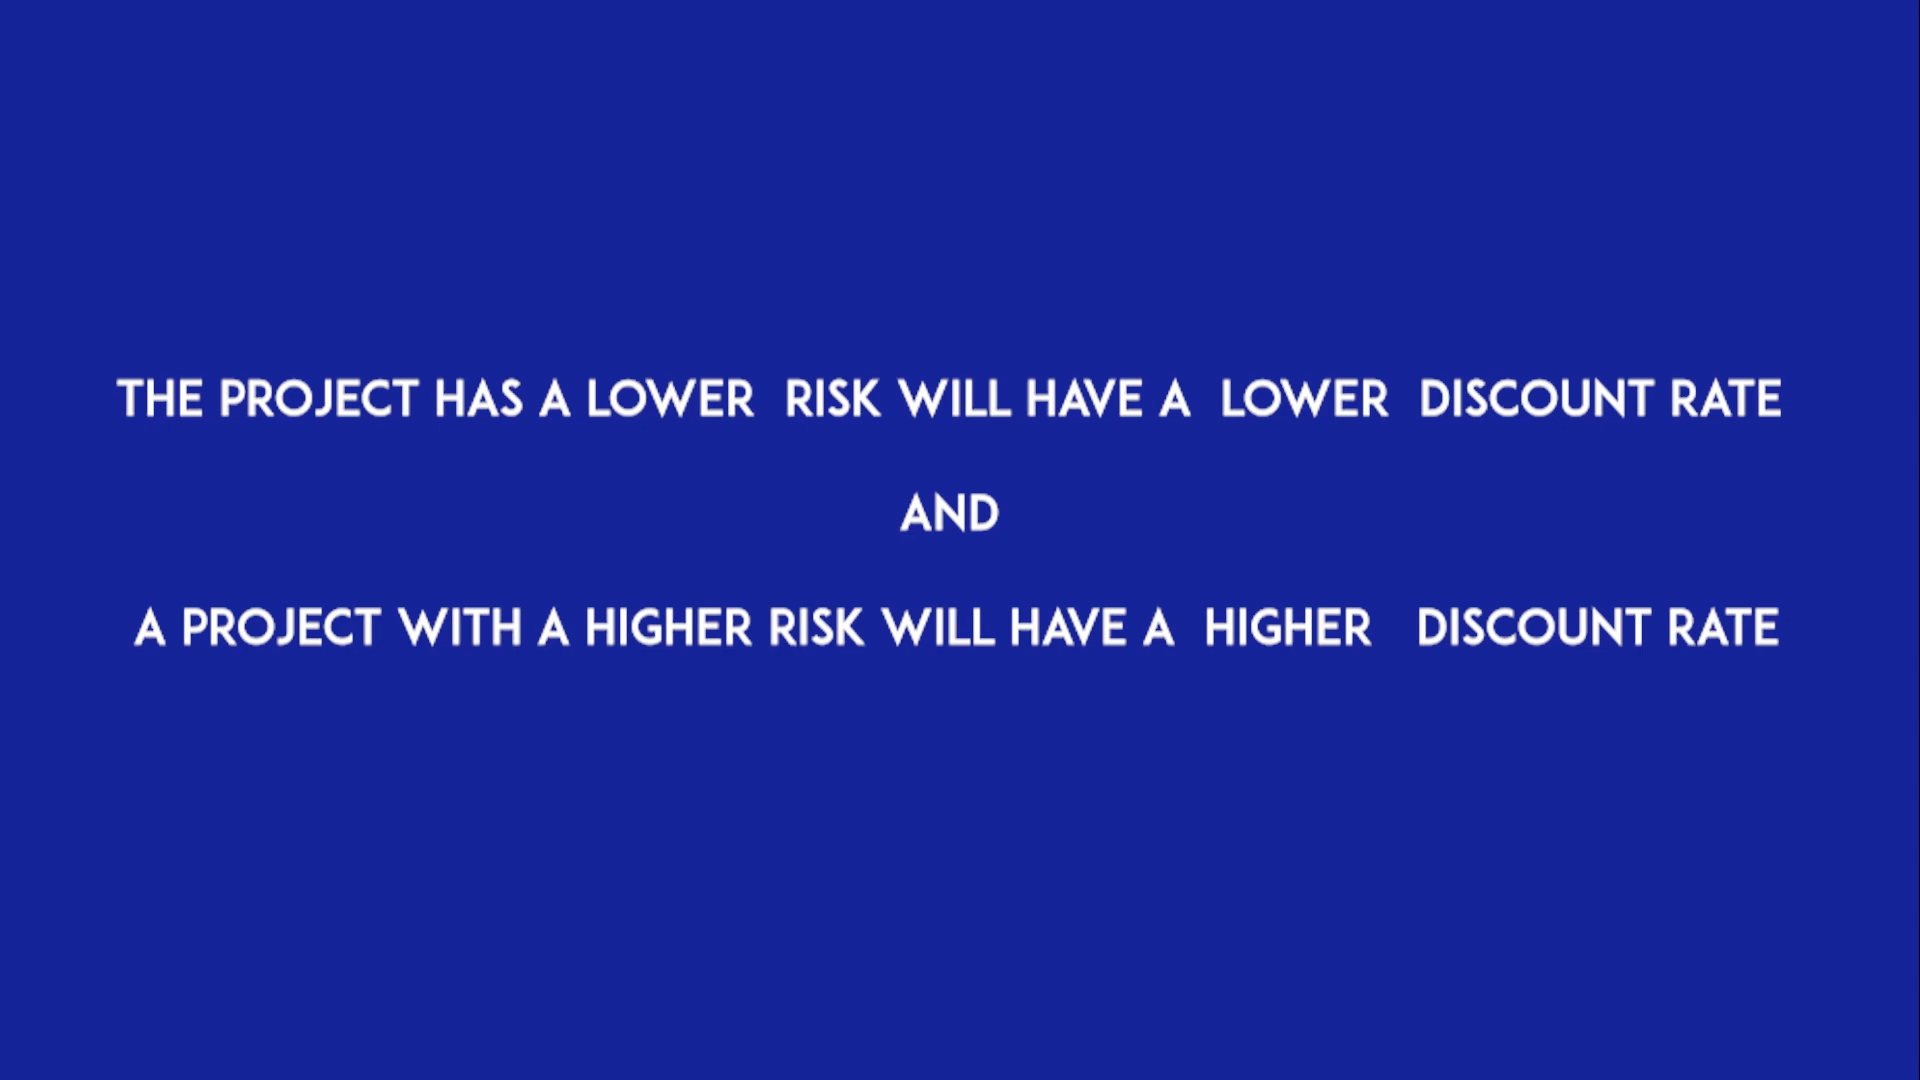 THE PROJECT HAS A LOWER RISK WILL HAVE A LOWER DISCOUNT RATE
AND
A PROJECT WITH A HIGHER RISK WILL HAVE A HIGHER DISCOUNT RATE